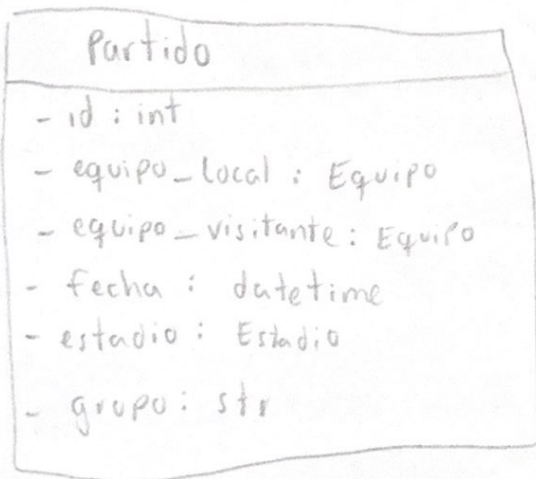 Partido
- id : int
- equipo_local : Equipo
- equipo_visitante : Equipo
- fecha : datetime
- estadio : Estadio
- grupo : str